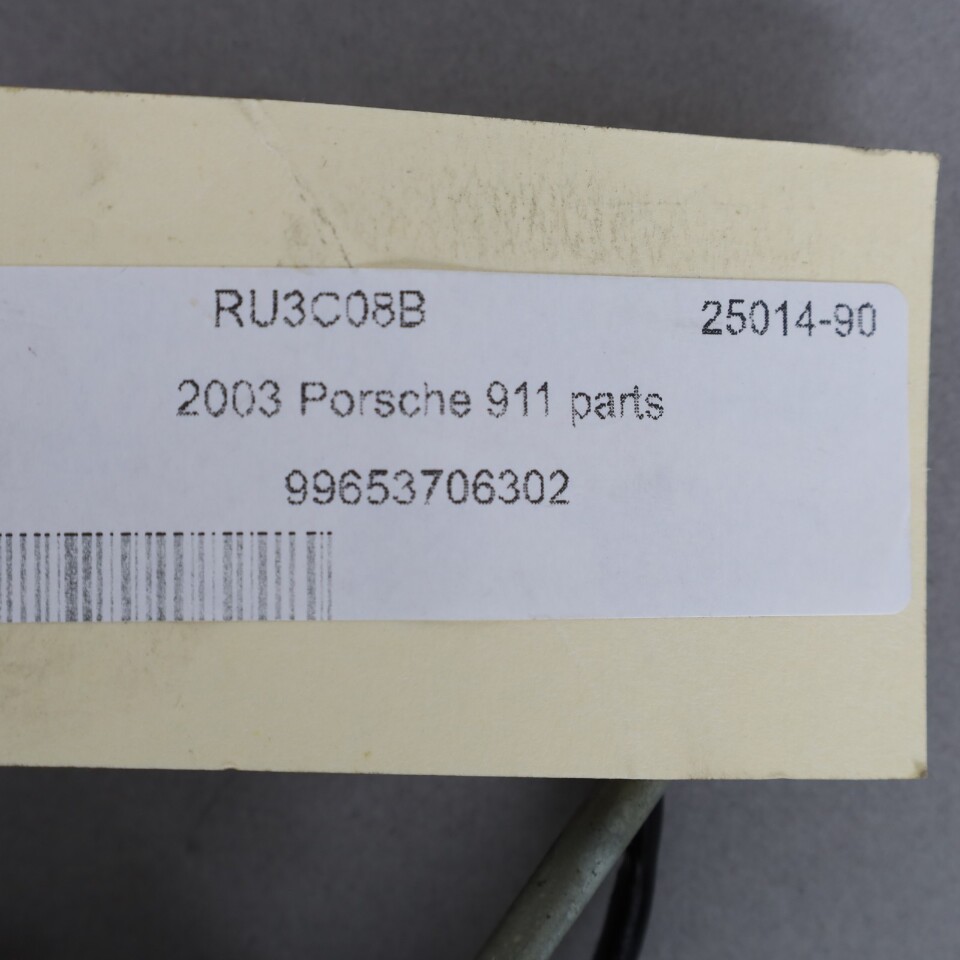 RU3C08B 25014-90
2003 Porsche 911 parts
99653706302